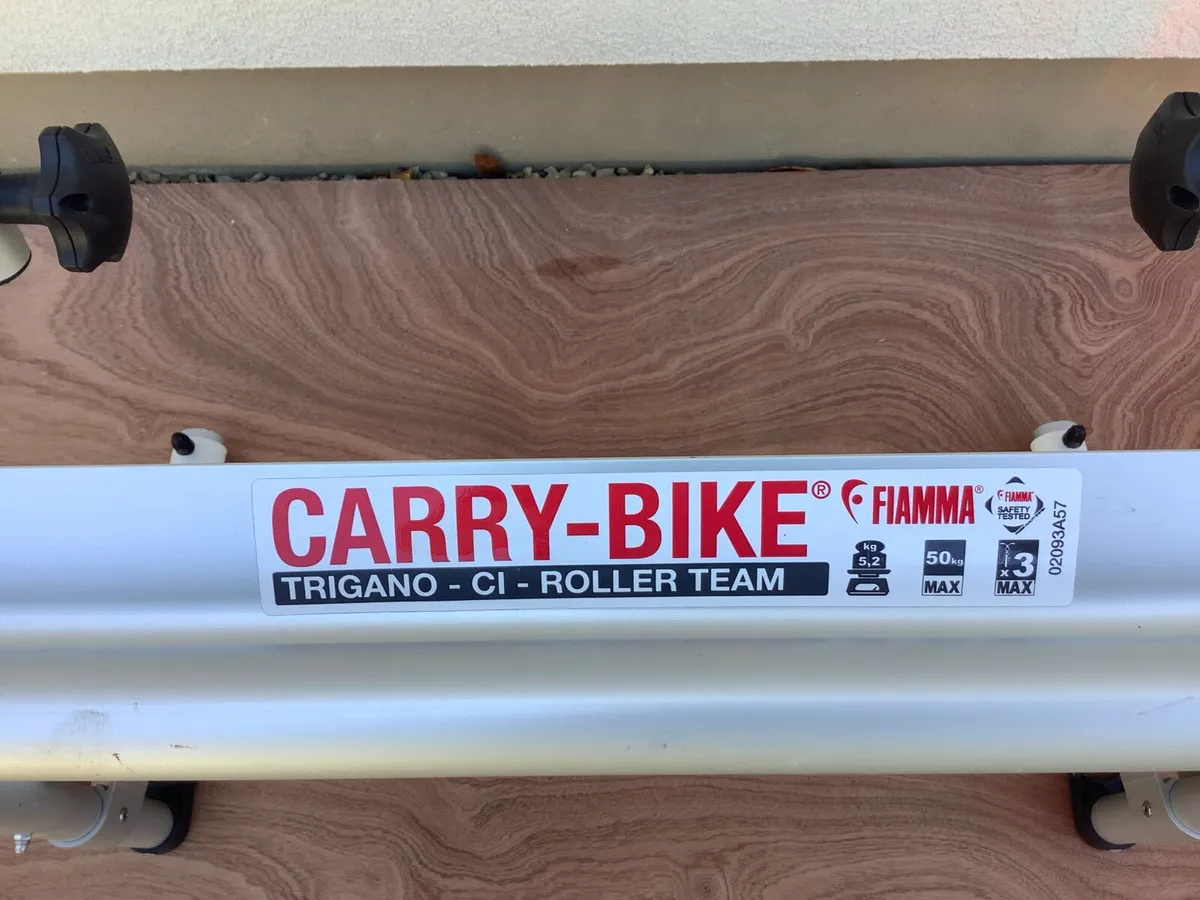 CARRY-BIKE®
TRIGANO - CI - ROLLER TEAM
FIAMMA®
FIAMMA
SAFETY
TESTED
kg
5,2
50kg
MAX
x3
MAX
02093A57